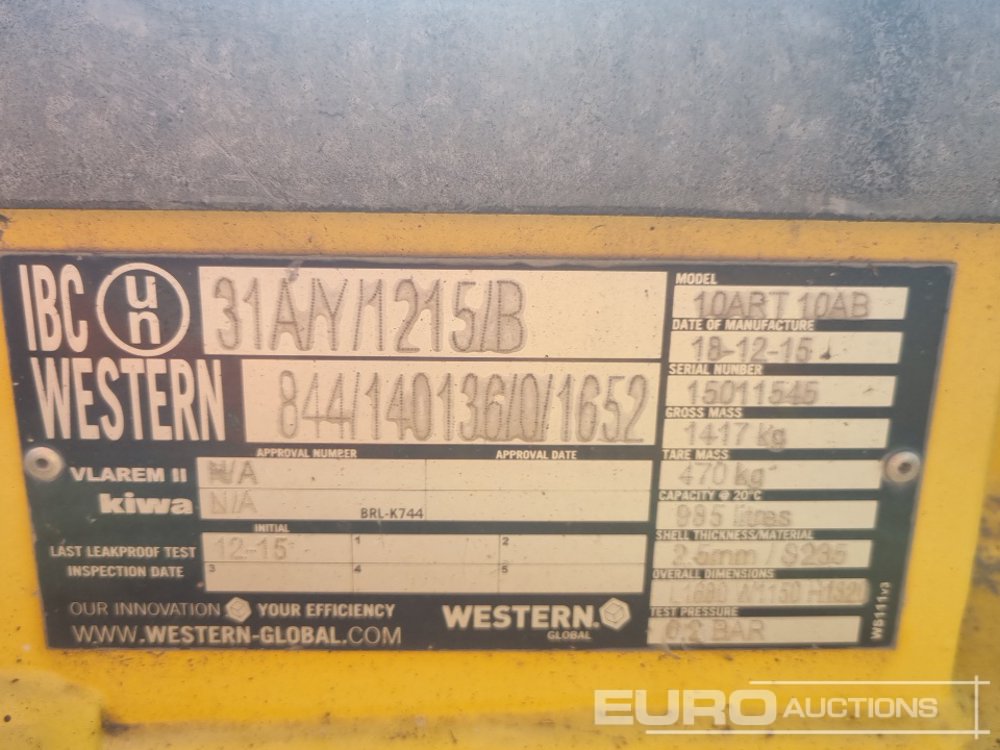 IBC un 31A/Y/1215/B
WESTERN 844/140136/0/1652
APPROVAL NUMBER APPROVAL DATE
VLAREM II N/A
kiwa N/A BRL-K744
INITIAL 1 2
LAST LEAKPROOF TEST 12-15
INSPECTION DATE 3 4 5
OUR INNOVATION YOUR EFFICIENCY
WWW.WESTERN-GLOBAL.COM
WESTERN.
GLOBAL
MODEL
10ART 10AB
DATE OF MANUFACTURE
18-12-15
SERIAL NUMBER
15011545
GROSS MASS
1417 kg
TARE MASS
470 kg
CAPACITY @ 20°C
985 litres
SHELL THICKNESS/MATERIAL
2.5mm / S235
OVERALL DIMENSIONS
H1320
TEST PRESSURE
BAR
WS111v3
EURO AUCTIONS